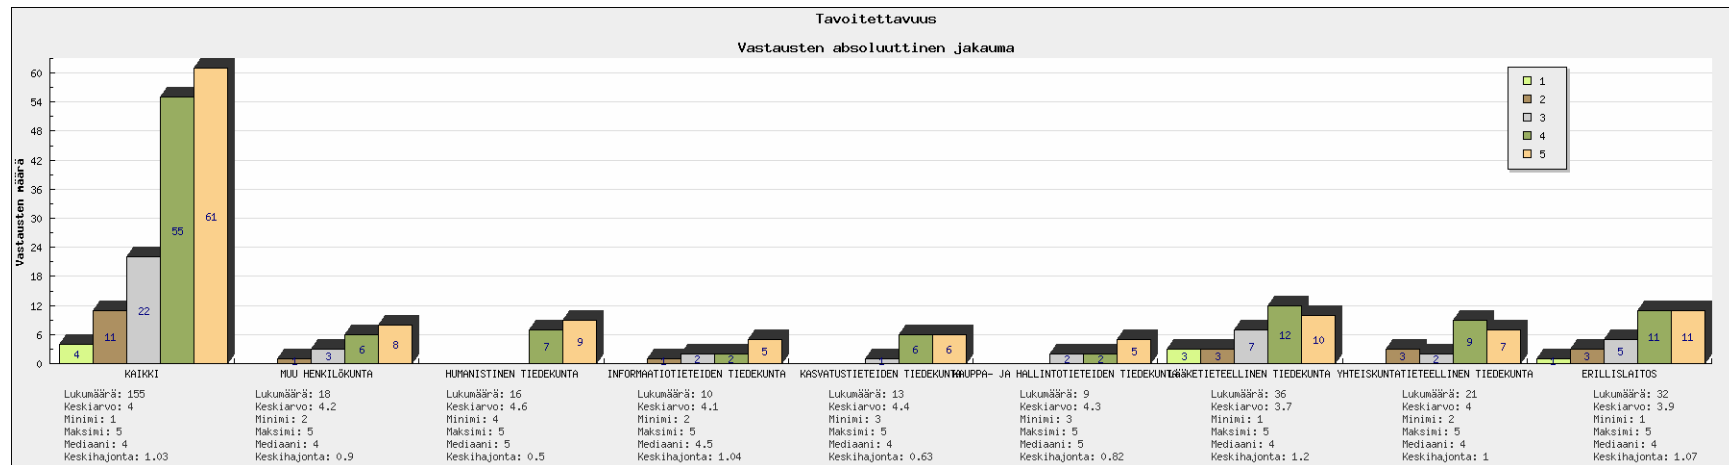 Tavoitettavuus
Vastausten absoluuttinen jakauma
Vastausten määrä
60
54
48
42
36
30
24
18
12
6
0
1
2
3
4
5
4 11 22 55 61
1 3 6 8
7 9
1 2 2 5
1 6 6
2 2 5
3 3 7 12 10
3 2 9 7
1 3 5 11 11
KAIKKI
Lukumäärä: 155
Keskiarvo: 4
Minimi: 1
Maksimi: 5
Mediaani: 4
Keskihajonta: 1.03
MUU HENKILöKUNTA
Lukumäärä: 18
Keskiarvo: 4.2
Minimi: 2
Maksimi: 5
Mediaani: 4
Keskihajonta: 0.9
HUMANISTINEN TIEDEKUNTA
Lukumäärä: 16
Keskiarvo: 4.6
Minimi: 4
Maksimi: 5
Mediaani: 5
Keskihajonta: 0.5
INFORMAATIOTIETEIDEN TIEDEKUNTA
Lukumäärä: 10
Keskiarvo: 4.1
Minimi: 2
Maksimi: 5
Mediaani: 4.5
Keskihajonta: 1.04
KASVATUSTIETEIDEN TIEDEKUNTA
Lukumäärä: 13
Keskiarvo: 4.4
Minimi: 3
Maksimi: 5
Mediaani: 4
Keskihajonta: 0.63
KAUPPA- JA HALLINTOTIETEIDEN TIEDEKUNTA
Lukumäärä: 9
Keskiarvo: 4.3
Minimi: 3
Maksimi: 5
Mediaani: 5
Keskihajonta: 0.82
LääKETIETEELLINEN TIEDEKUNTA
Lukumäärä: 36
Keskiarvo: 3.7
Minimi: 1
Maksimi: 5
Mediaani: 4
Keskihajonta: 1.2
YHTEISKUNTATIETEELLINEN TIEDEKUNTA
Lukumäärä: 21
Keskiarvo: 4
Minimi: 2
Maksimi: 5
Mediaani: 4
Keskihajonta: 1
ERILLISLAITOS
Lukumäärä: 32
Keskiarvo: 3.9
Minimi: 1
Maksimi: 5
Mediaani: 4
Keskihajonta: 1.07